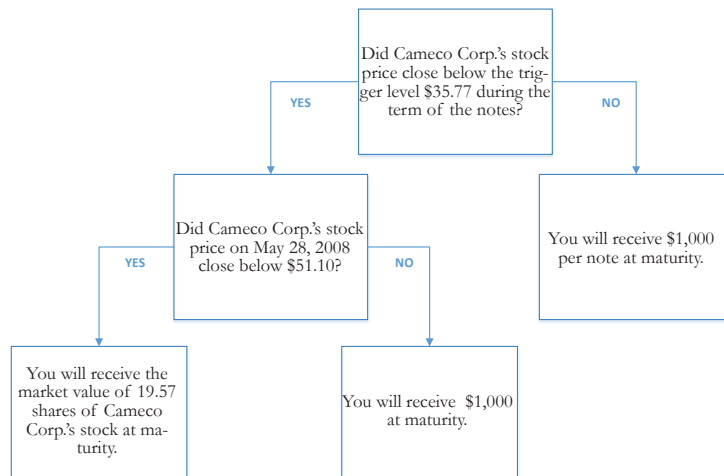 Did Cameco Corp.'s stock
price close below the trig-
ger level $35.77 during the
term of the notes?
YES
NO
Did Cameco Corp.'s stock
price on May 28, 2008
close below $51.10?
You will receive $1,000
per note at maturity.
YES
NO
You will receive the
market value of 19.57
shares of Cameco
Corp.'s stock at ma-
turity.
You will receive $1,000
at maturity.